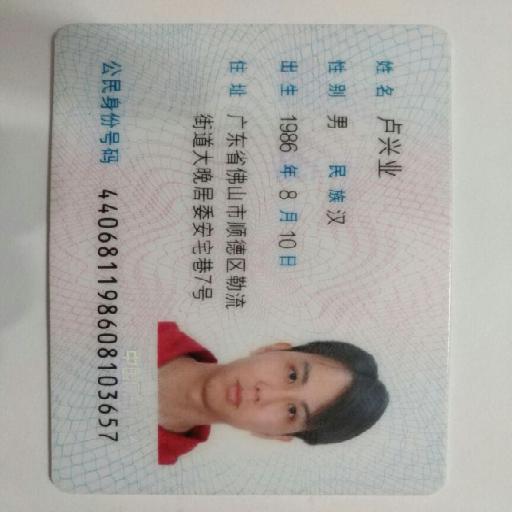 姓名 卢兴业
性别 男 民族 汉
出生 1986 年 8 月 10 日
住址 广东省佛山市顺德区勒流
街道大晚居委安宅巷7号
公民身份号码 440681198608103657